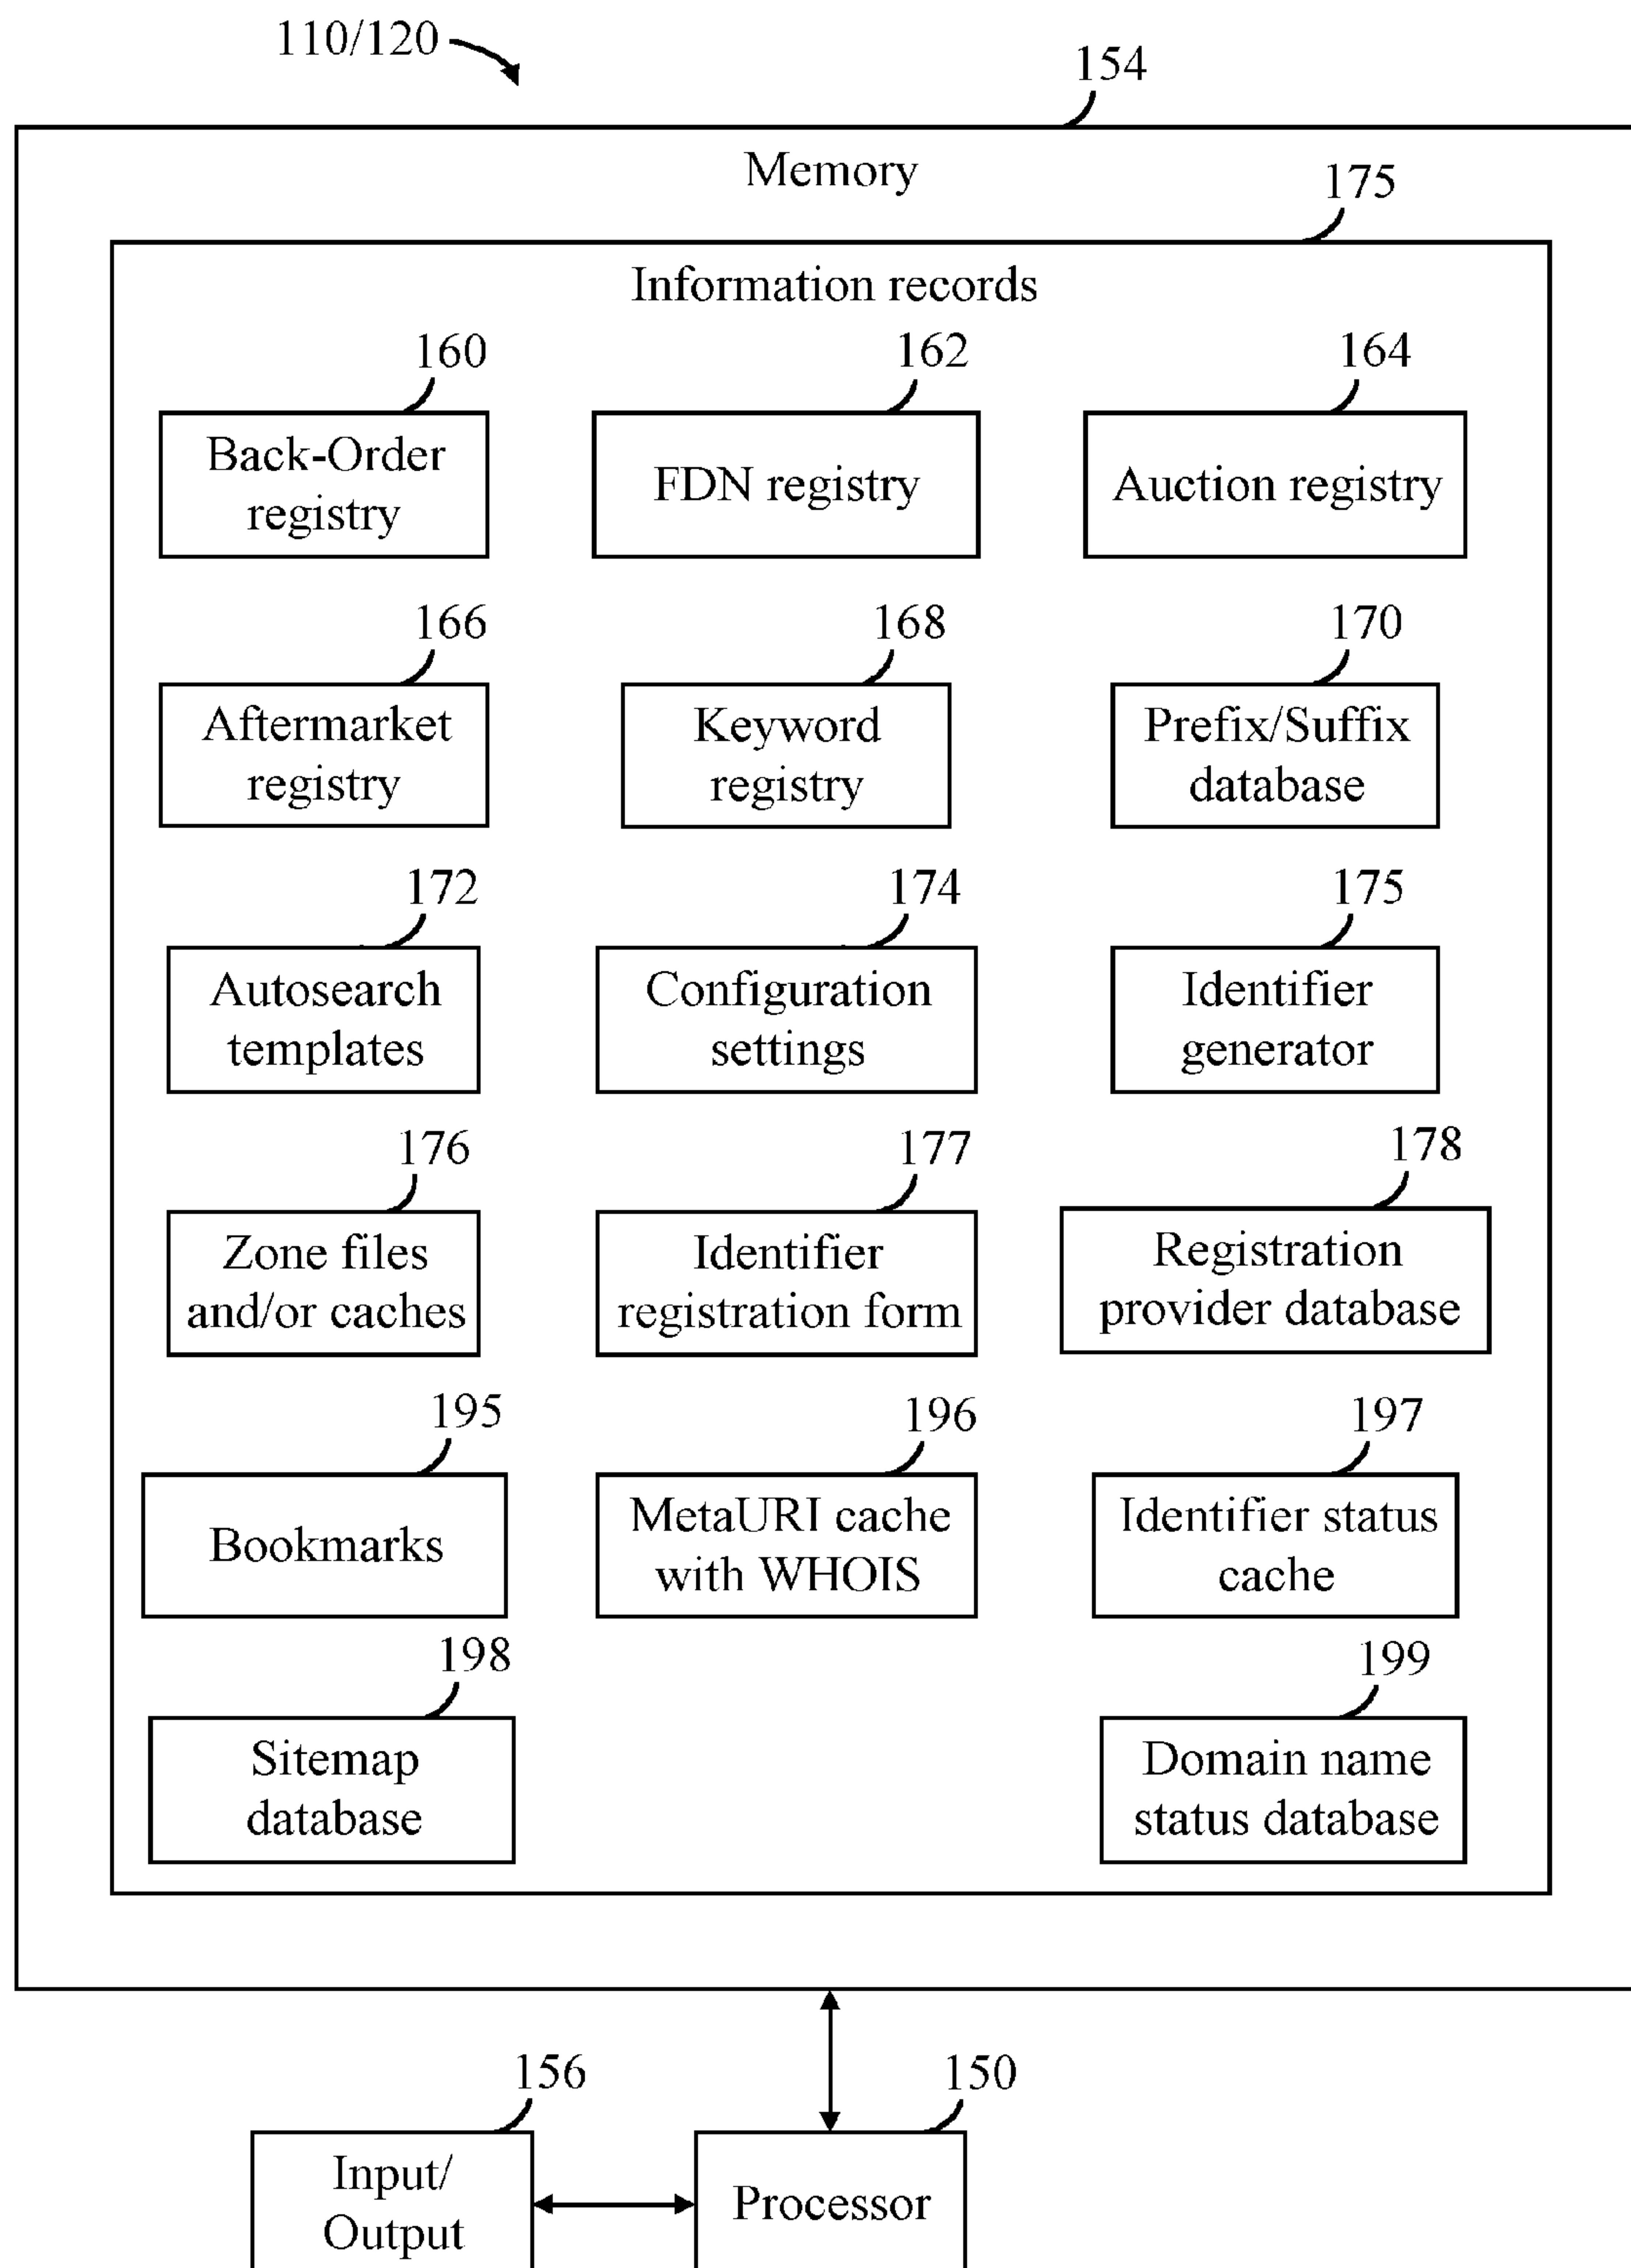 110/120
154
Memory
175
Information records
160
162
164
Back-Order
registry
FDN registry
Auction registry
166
168
170
Aftermarket
registry
Keyword
registry
Prefix/Suffix
database
172
174
175
Autosearch
templates
Configuration
settings
Identifier
generator
176
177
178
Zone files
and/or caches
Identifier
registration form
Registration
provider database
195
196
197
Bookmarks
MetaURI cache
with WHOIS
Identifier status
cache
198
199
Sitemap
database
Domain name
status database
156
150
Input/
Output
Processor